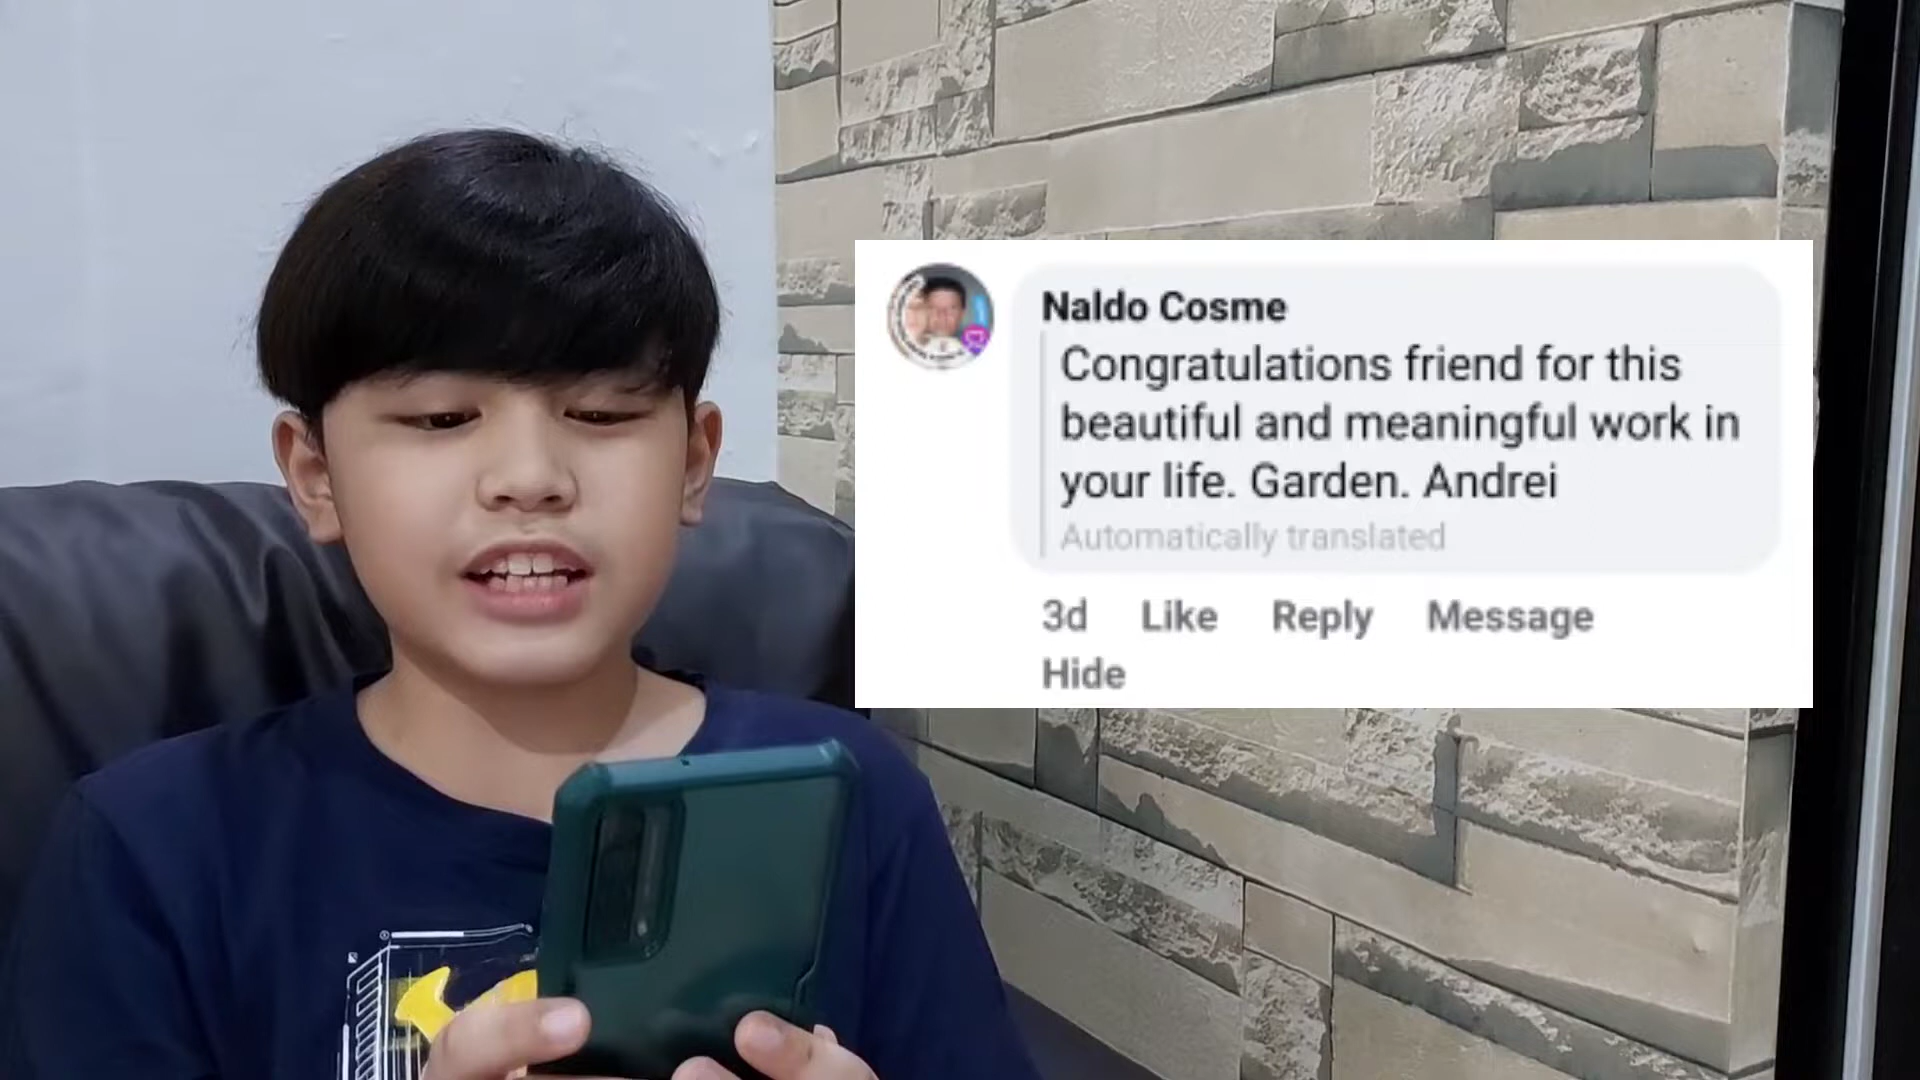 Naldo Cosme
Congratulations friend for this
beautiful and meaningful work in
your life. Garden. Andrei
Automatically translated
3d Like Reply Message
Hide